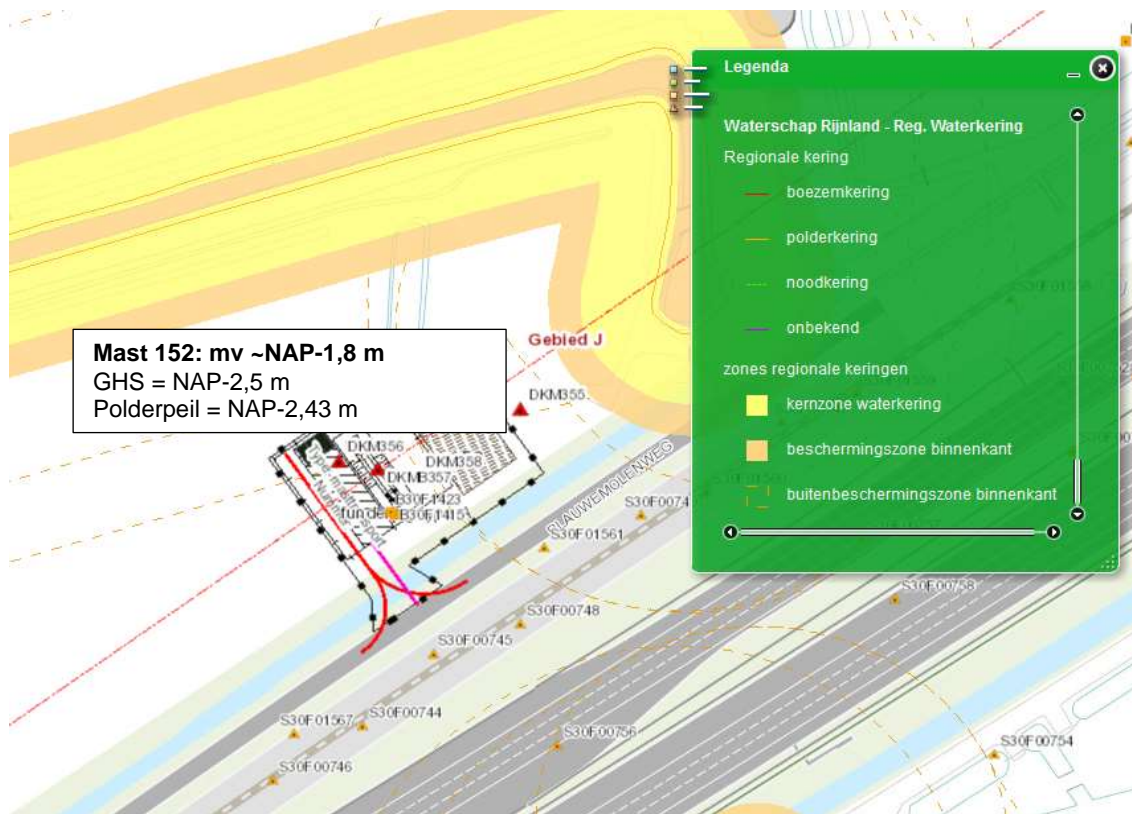 Legenda
Waterschap Rijnland - Reg. Waterkering
Regionale kering
boezemkering
polderkering
noodkering
onbekend
zones regionale keringen
kernzone waterkering
beschermingszone binnenkant
buitenbeschermingszone binnenkant
Gebied J
Mast 152: mv ~NAP-1,8 m
GHS = NAP-2,5 m
Polderpeil = NAP-2,43 m
DKM355
DKM356
DKM358
DKMB357
B30F1423
B30F1415
S30F0074
S30F01561
S30F00758
S30F00748
S30F00745
S30F01567
S30F00744
S30F00756
S30F00754
S30F00746